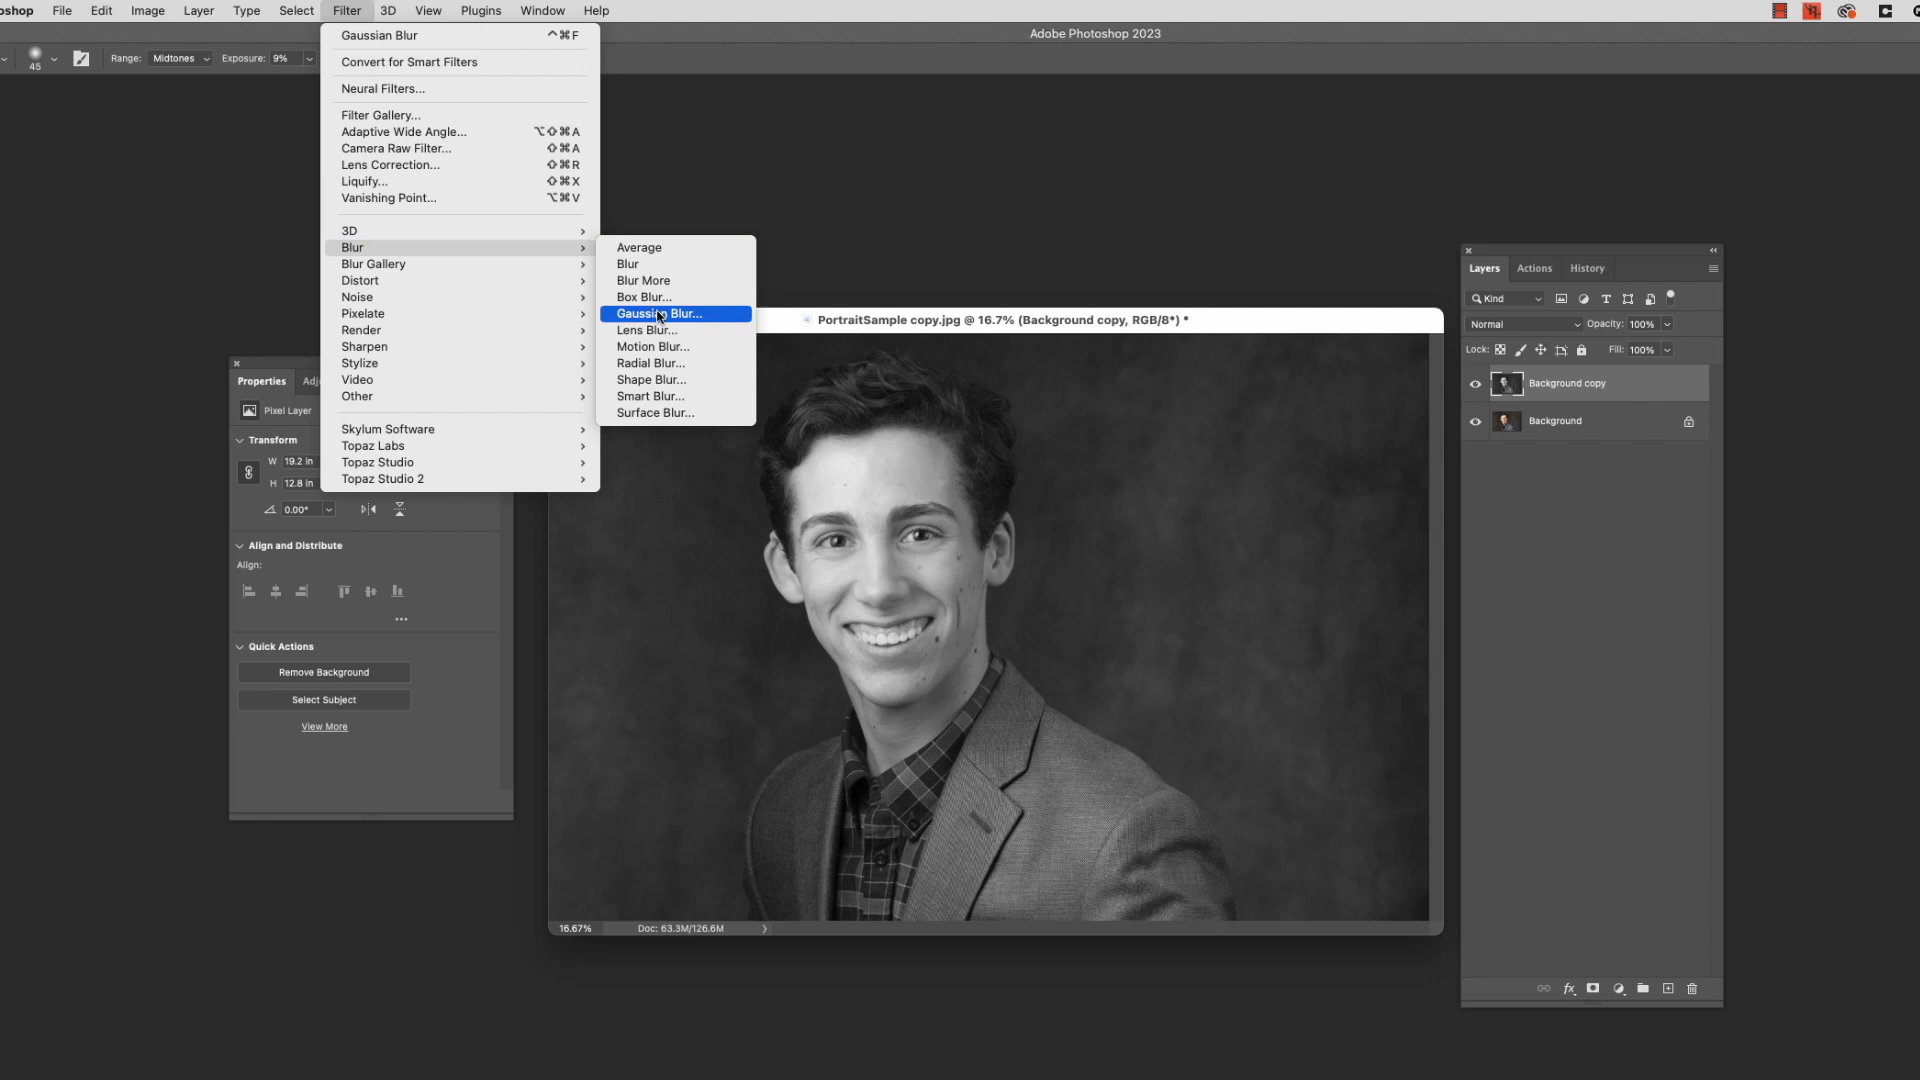 oshop File Edit Image Layer Type Select Filter 3D View Plugins Window Help
Adobe Photoshop 2023
45 Range: Midtones Exposure: 9%
Gaussian Blur ^⌘F
Convert for Smart Filters
Neural Filters...
Filter Gallery...
Adaptive Wide Angle... ⌥⇧⌘A
Camera Raw Filter... ⇧⌘A
Lens Correction... ⇧⌘R
Liquify... ⇧⌘X
Vanishing Point... ⌥⌘V
3D
Blur
Blur Gallery
Distort
Noise
Pixelate
Render
Sharpen
Stylize
Video
Other
Skylum Software
Topaz Labs
Topaz Studio
Topaz Studio 2
Average
Blur
Blur More
Box Blur...
Gaussian Blur...
Lens Blur...
Motion Blur...
Radial Blur...
Shape Blur...
Smart Blur...
Surface Blur...
Properties Adj
Pixel Layer
Transform
W 19.2 in
H 12.8 in
0.00°
Align and Distribute
Align:
Quick Actions
Remove Background
Select Subject
View More
PortraitSample copy.jpg @ 16.7% (Background copy, RGB/8*) *
16.67% Doc: 63.3M/126.6M
Layers Actions History
Kind
Normal Opacity: 100%
Lock: Fill: 100%
Background copy
Background
fx